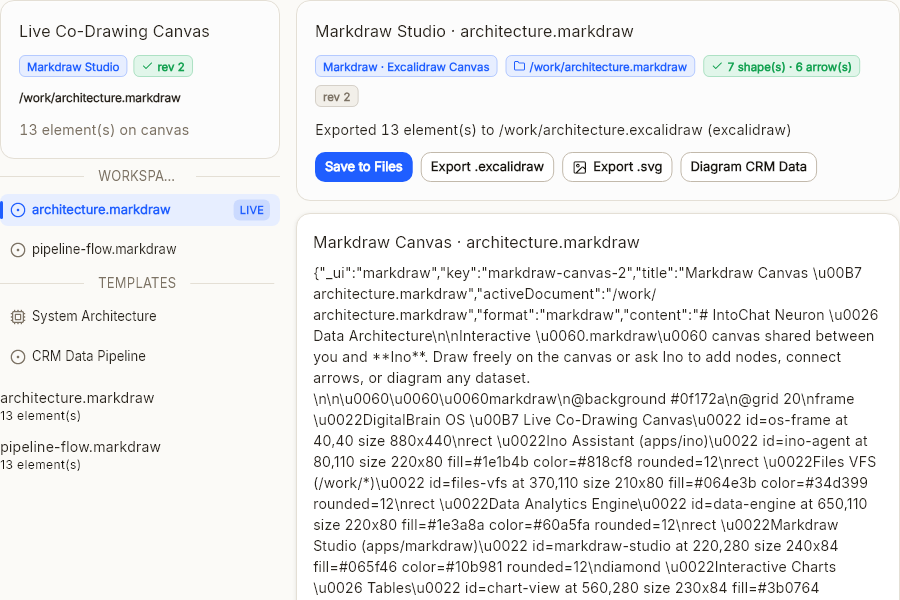 Live Co-Drawing Canvas
Markdraw Studio
rev 2
/work/architecture.markdraw
13 element(s) on canvas
WORKSPA...
architecture.markdraw
LIVE
pipeline-flow.markdraw
TEMPLATES
System Architecture
CRM Data Pipeline
architecture.markdraw
13 element(s)
pipeline-flow.markdraw
13 element(s)
Markdraw Studio · architecture.markdraw
Markdraw · Excalidraw Canvas
/work/architecture.markdraw
7 shape(s) · 6 arrow(s)
rev 2
Exported 13 element(s) to /work/architecture.excalidraw (excalidraw)
Save to Files
Export .excalidraw
Export .svg
Diagram CRM Data
Markdraw Canvas · architecture.markdraw
{"_ui":"markdraw","key":"markdraw-canvas-2","title":"Markdraw Canvas \u00B7
architecture.markdraw","activeDocument":"/work/
architecture.markdraw","format":"markdraw","content":"# IntoChat Neuron \u0026
Data Architecture\n\nInteractive \u0060.markdraw\u0060 canvas shared between
you and **Ino**. Draw freely on the canvas or ask Ino to add nodes, connect
arrows, or diagram any dataset.
\n\n\u0060\u0060\u0060markdraw\n@background #0f172a\n@grid 20\nframe
\u0022DigitalBrain OS \u00B7 Live Co-Drawing Canvas\u0022 id=os-frame at
40,40 size 880x440\nrect \u0022Ino Assistant (apps/ino)\u0022 id=ino-agent at
80,110 size 220x80 fill=#1e1b4b color=#818cf8 rounded=12\nrect \u0022Files VFS
(/work/*)\u0022 id=files-vfs at 370,110 size 210x80 fill=#064e3b color=#34d399
rounded=12\nrect \u0022Data Analytics Engine\u0022 id=data-engine at 650,110
size 220x80 fill=#1e3a8a color=#60a5fa rounded=12\nrect \u0022Markdraw
Studio (apps/markdraw)\u0022 id=markdraw-studio at 220,280 size 240x84
fill=#065f46 color=#10b981 rounded=12\ndiamond \u0022Interactive Charts
\u0026 Tables\u0022 id=chart-view at 560,280 size 230x84 fill=#3b0764